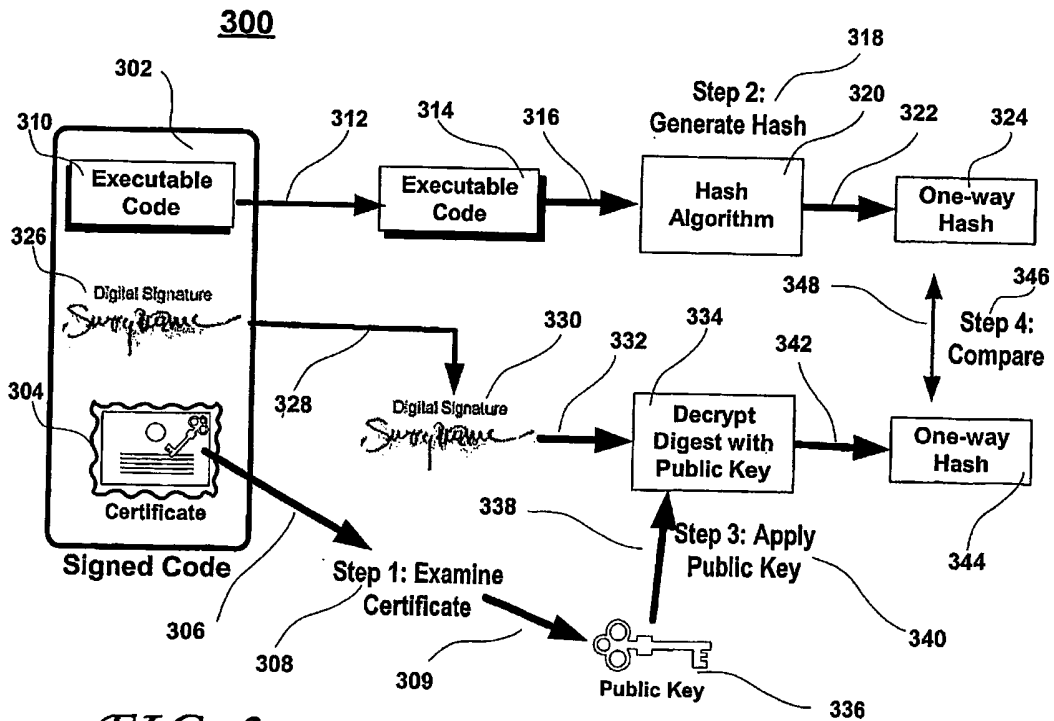 300
302
318
Step 2:
Generate Hash
310
312
314
316
320
322
324
Executable
Code
Executable
Code
Hash
Algorithm
One-way
Hash
326
Digital Signature
348
346
Step 4:
Compare
304
328
330
332
334
342
Digital Signature
Decrypt
Digest with
Public Key
One-way
Hash
Certificate
Signed Code
338
Step 3: Apply
Public Key
344
306
Step 1: Examine
Certificate
308
309
340
Public Key
336